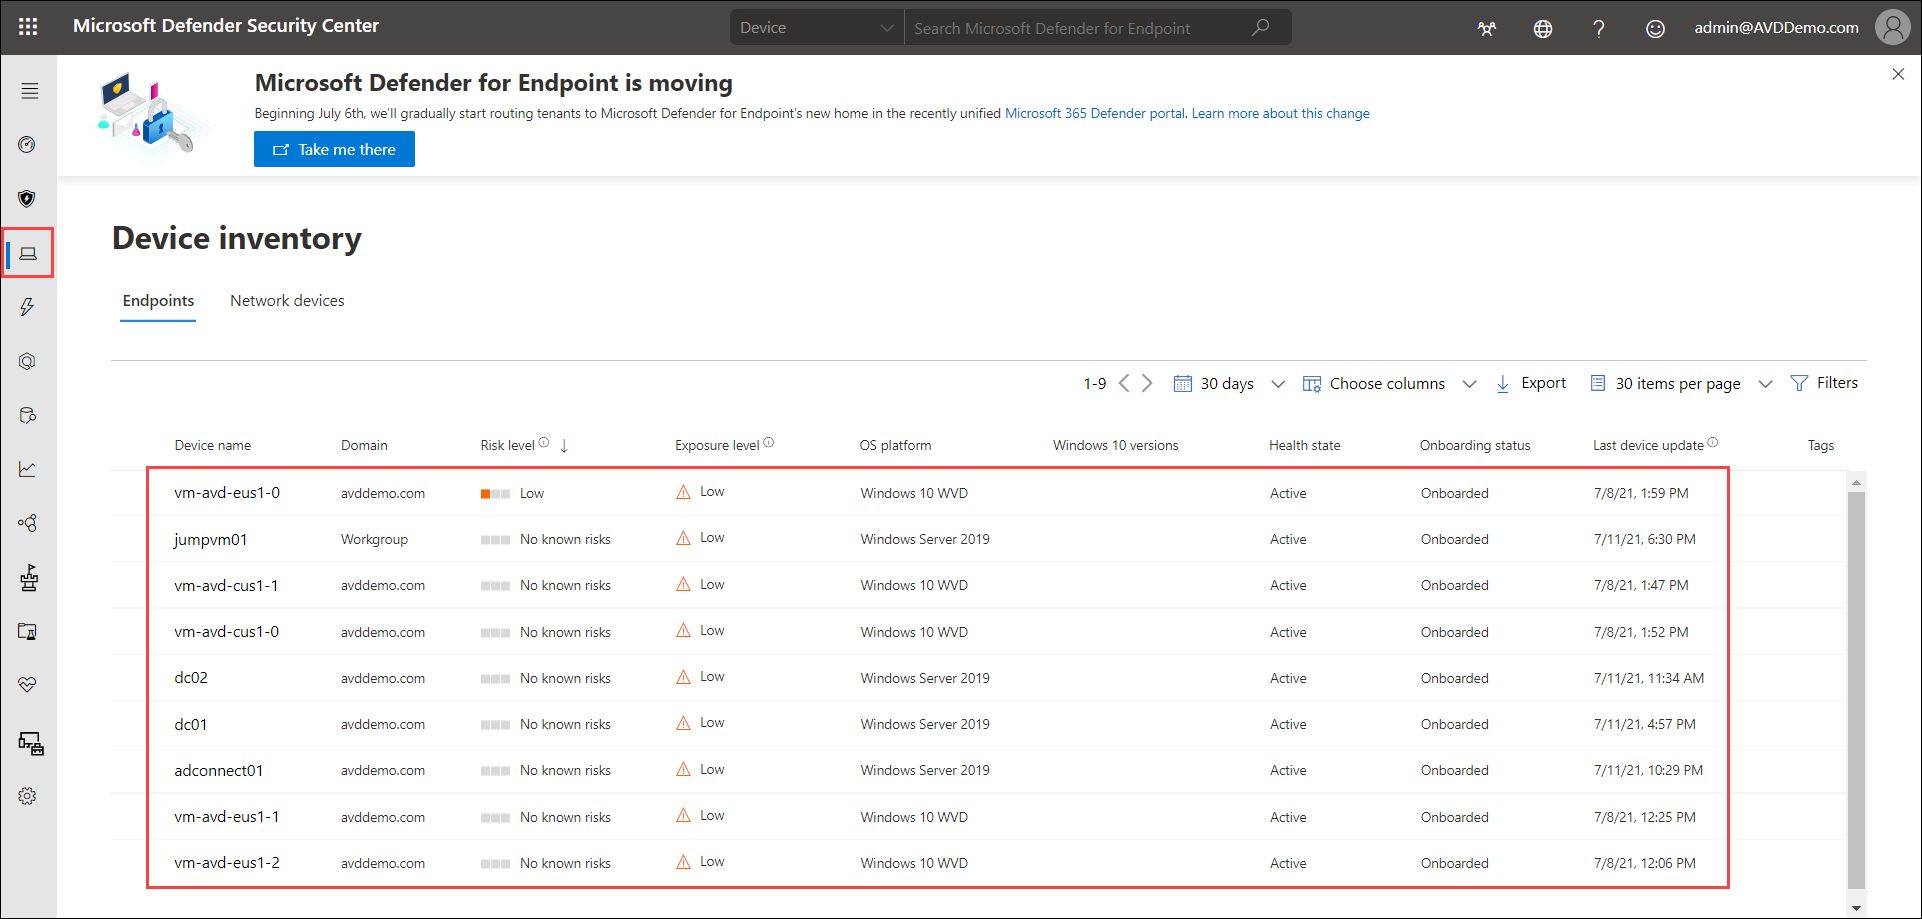 Microsoft Defender Security Center
Device
Search Microsoft Defender for Endpoint
admin@AVDDemo.com
Microsoft Defender for Endpoint is moving
Beginning July 6th, we'll gradually start routing tenants to Microsoft Defender for Endpoint's new home in the recently unified Microsoft 365 Defender portal. Learn more about this change
Take me there
Device inventory
Endpoints Network devices
1-9 30 days Choose columns Export 30 items per page Filters
Device name Domain Risk level Exposure level OS platform Windows 10 versions Health state Onboarding status Last device update Tags
vm-avd-eus1-0 avddemo.com Low Low Windows 10 WVD Active Onboarded 7/8/21, 1:59 PM
jumpvm01 Workgroup No known risks Low Windows Server 2019 Active Onboarded 7/11/21, 6:30 PM
vm-avd-cus1-1 avddemo.com No known risks Low Windows 10 WVD Active Onboarded 7/8/21, 1:47 PM
vm-avd-cus1-0 avddemo.com No known risks Low Windows 10 WVD Active Onboarded 7/8/21, 1:52 PM
dc02 avddemo.com No known risks Low Windows Server 2019 Active Onboarded 7/11/21, 11:34 AM
dc01 avddemo.com No known risks Low Windows Server 2019 Active Onboarded 7/11/21, 4:57 PM
adconnect01 avddemo.com No known risks Low Windows Server 2019 Active Onboarded 7/11/21, 10:29 PM
vm-avd-eus1-1 avddemo.com No known risks Low Windows 10 WVD Active Onboarded 7/8/21, 12:25 PM
vm-avd-eus1-2 avddemo.com No known risks Low Windows 10 WVD Active Onboarded 7/8/21, 12:06 PM